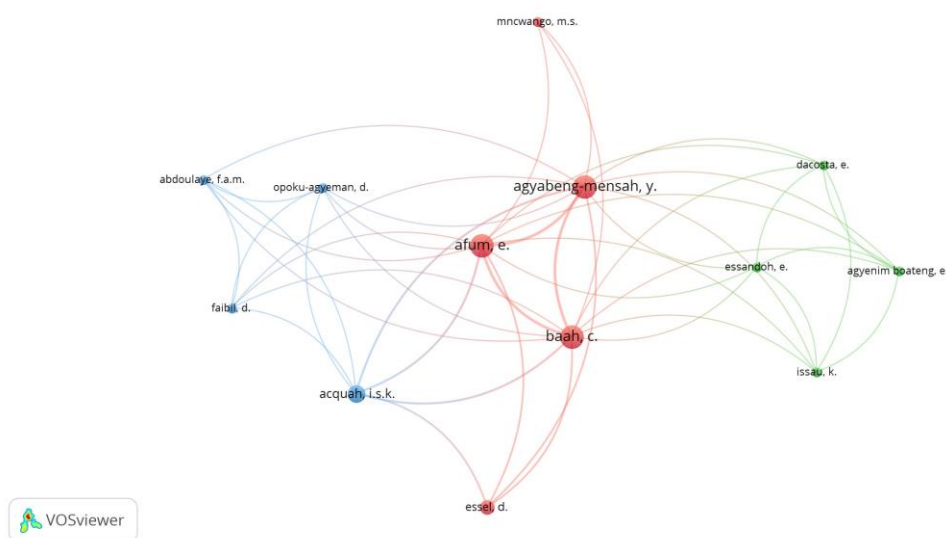 mncwango, m.s.
dacosta, e.
abdoulaye, f.a.m.
opoku-agyeman, d.
agyabeng-mensah, y.
afum, e.
essandoh, e.
agyenim boateng, e
faibil, d.
baah, c.
issau, k.
acquah, i.s.k.
essel, d.
VOSviewer